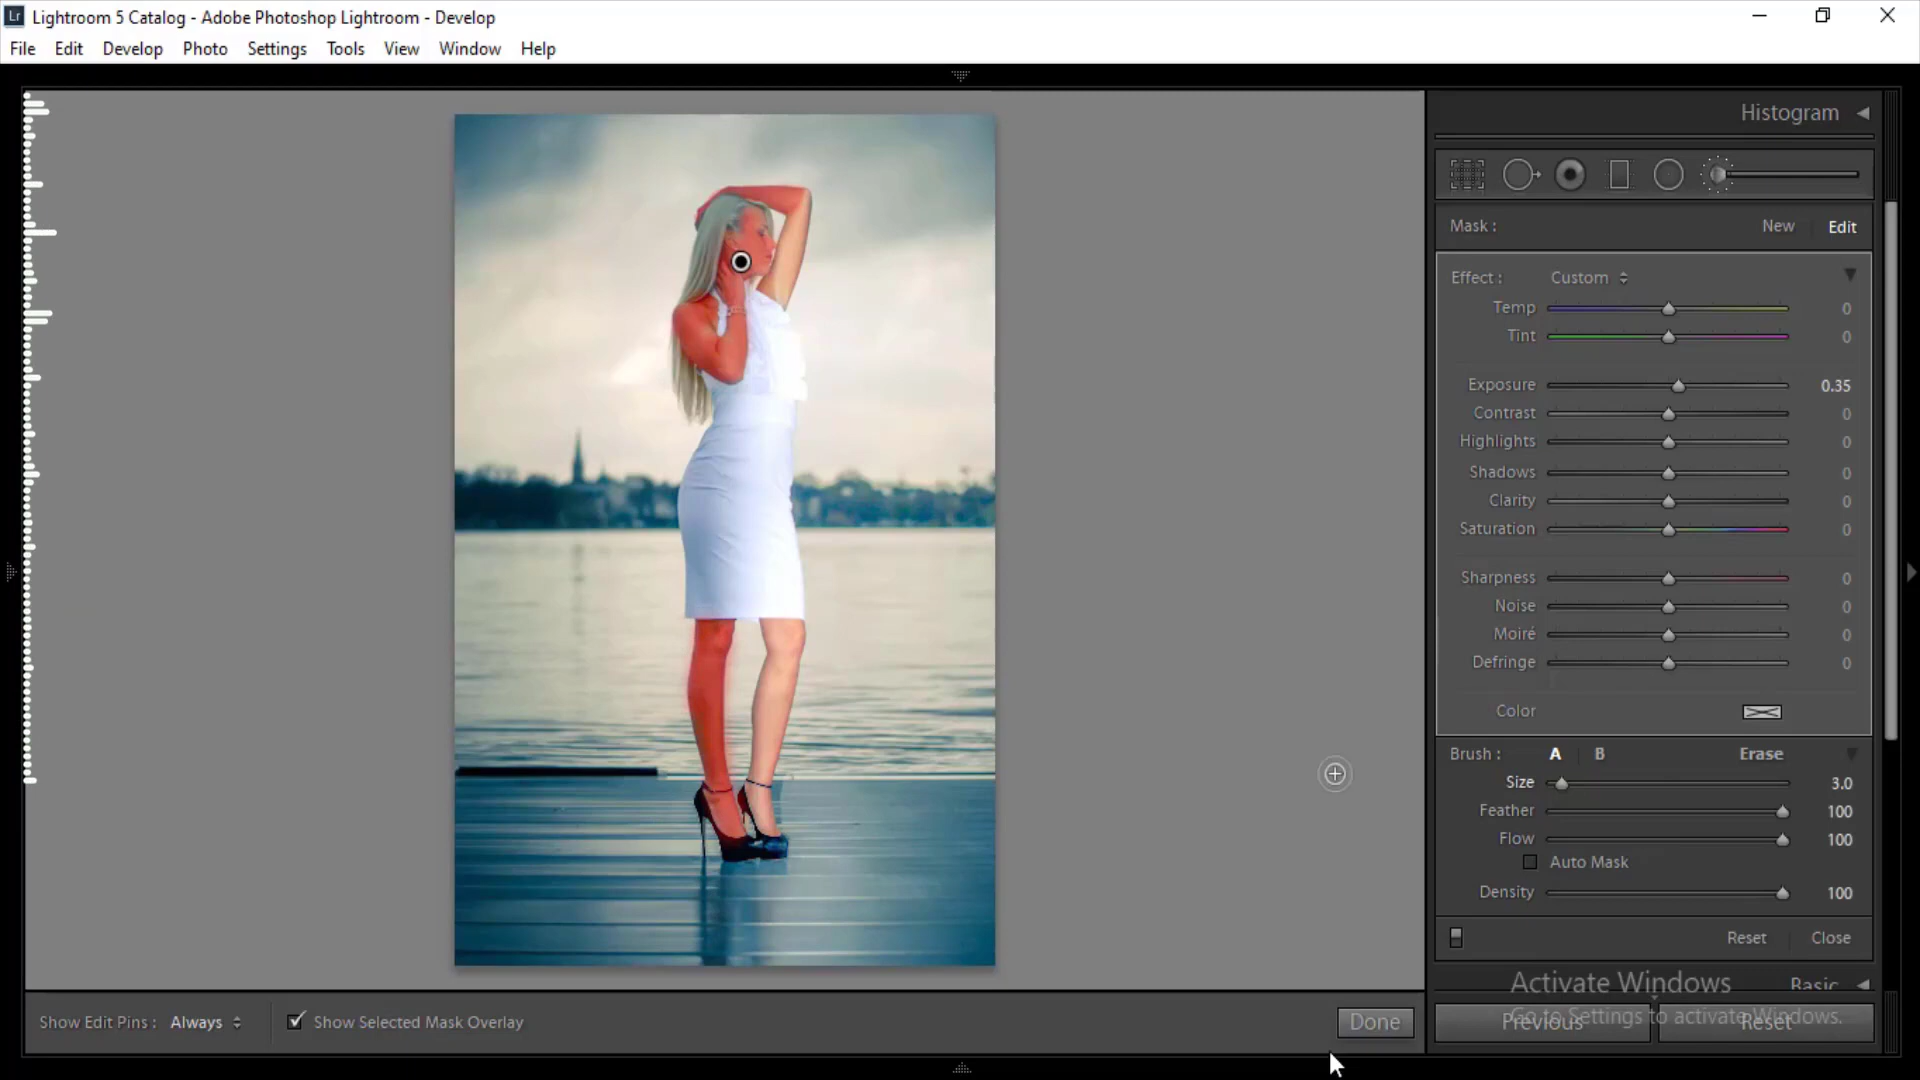 Lr Lightroom 5 Catalog - Adobe Photoshop Lightroom - Develop
File Edit Develop Photo Settings Tools View Window Help
Histogram
Mask : New Edit
Effect : Custom
Temp 0
Tint 0
Exposure 0.35
Contrast 0
Highlights 0
Shadows 0
Clarity 0
Saturation 0
Sharpness 0
Noise 0
Moiré 0
Defringe 0
Color
Brush : A B Erase
Size 3.0
Feather 100
Flow 100
Auto Mask
Density 100
Reset Close
Activate Windows
Basic
Go to Settings to activate Windows.
Previous Reset
Show Edit Pins : Always Show Selected Mask Overlay Done